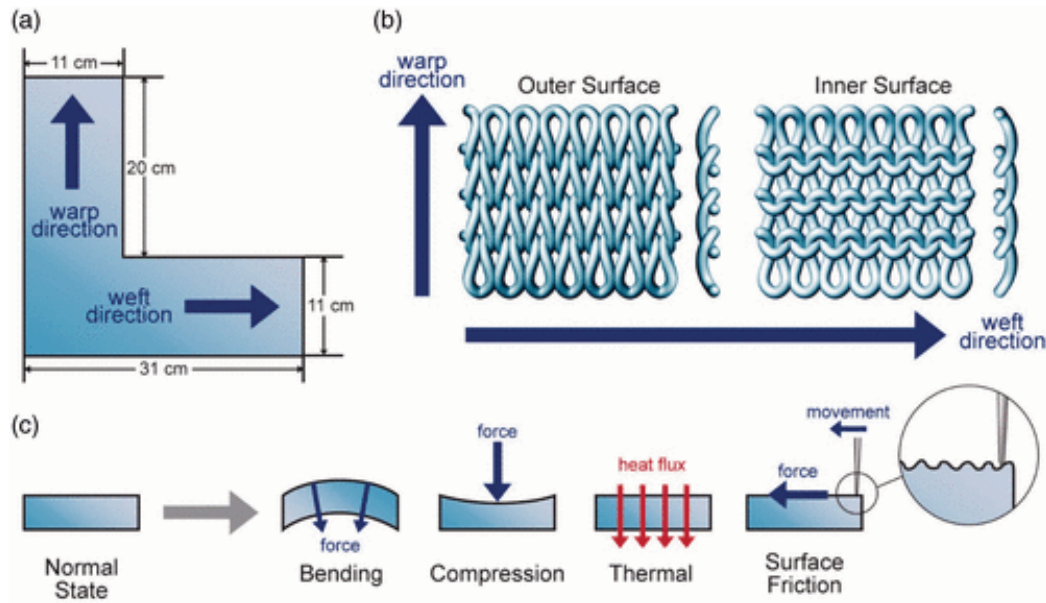 (a)
11 cm
20 cm
warp
direction
weft
direction
11 cm
31 cm
(b)
warp
direction
Outer Surface
Inner Surface
weft
direction
(c)
Normal
State
force
Bending
force
Compression
heat flux
Thermal
movement
force
Surface
Friction